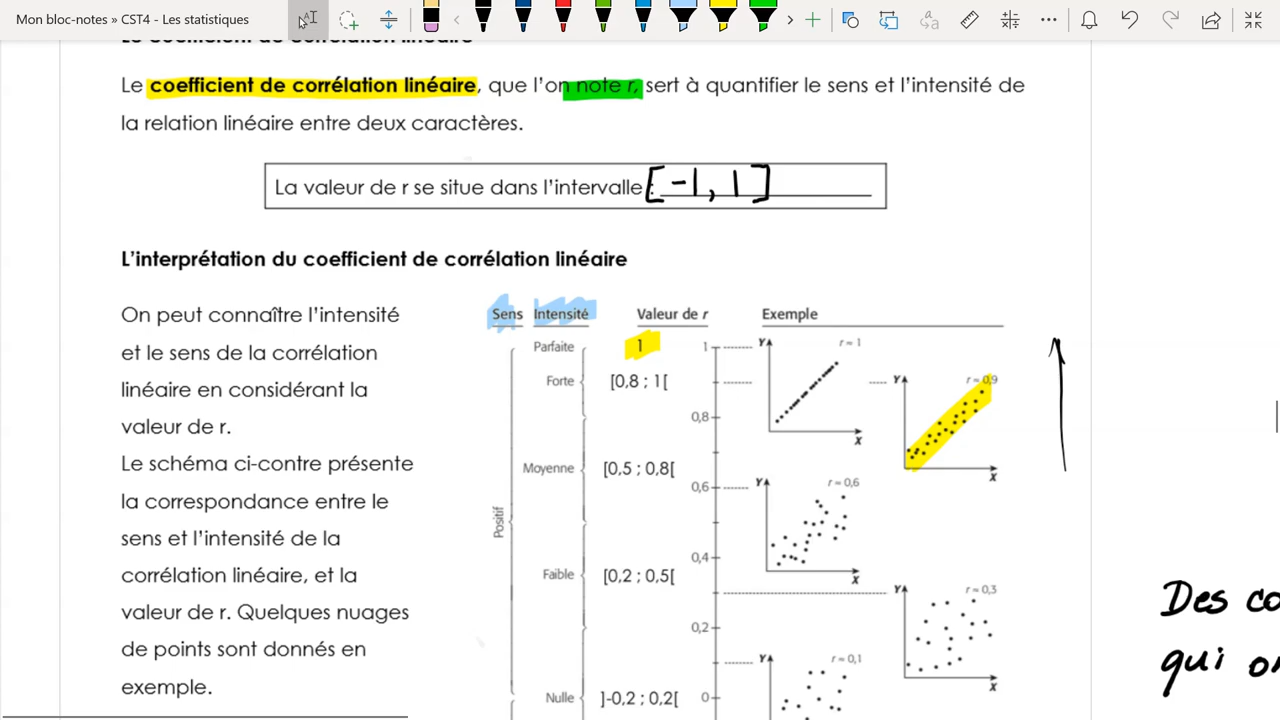 Mon bloc-notes » CST4 - Les statistiques
Le coefficient de corrélation linéaire
Le coefficient de corrélation linéaire, que l'on note r, sert à quantifier le sens et l'intensité de
la relation linéaire entre deux caractères.
La valeur de r se situe dans l'intervalle : [-1, 1]
L'interprétation du coefficient de corrélation linéaire
On peut connaître l'intensité
et le sens de la corrélation
linéaire en considérant la
valeur de r.
Le schéma ci-contre présente
la correspondance entre le
sens et l'intensité de la
corrélation linéaire, et la
valeur de r. Quelques nuages
de points sont donnés en
exemple.
Sens Intensité Valeur de r Exemple
Parfaite 1 1 Y r = 1
Forte [0,8 ; 1[ Y r = 0,9
0,8
X
Moyenne [0,5 ; 0,8[ X
0,6 Y r = 0,6
Positif
0,4
Faible [0,2 ; 0,5[ X
Y r = 0,3
0,2
Y r = 0,1
X
Nulle ]-0,2 ; 0,2[ 0
Des co
qui on